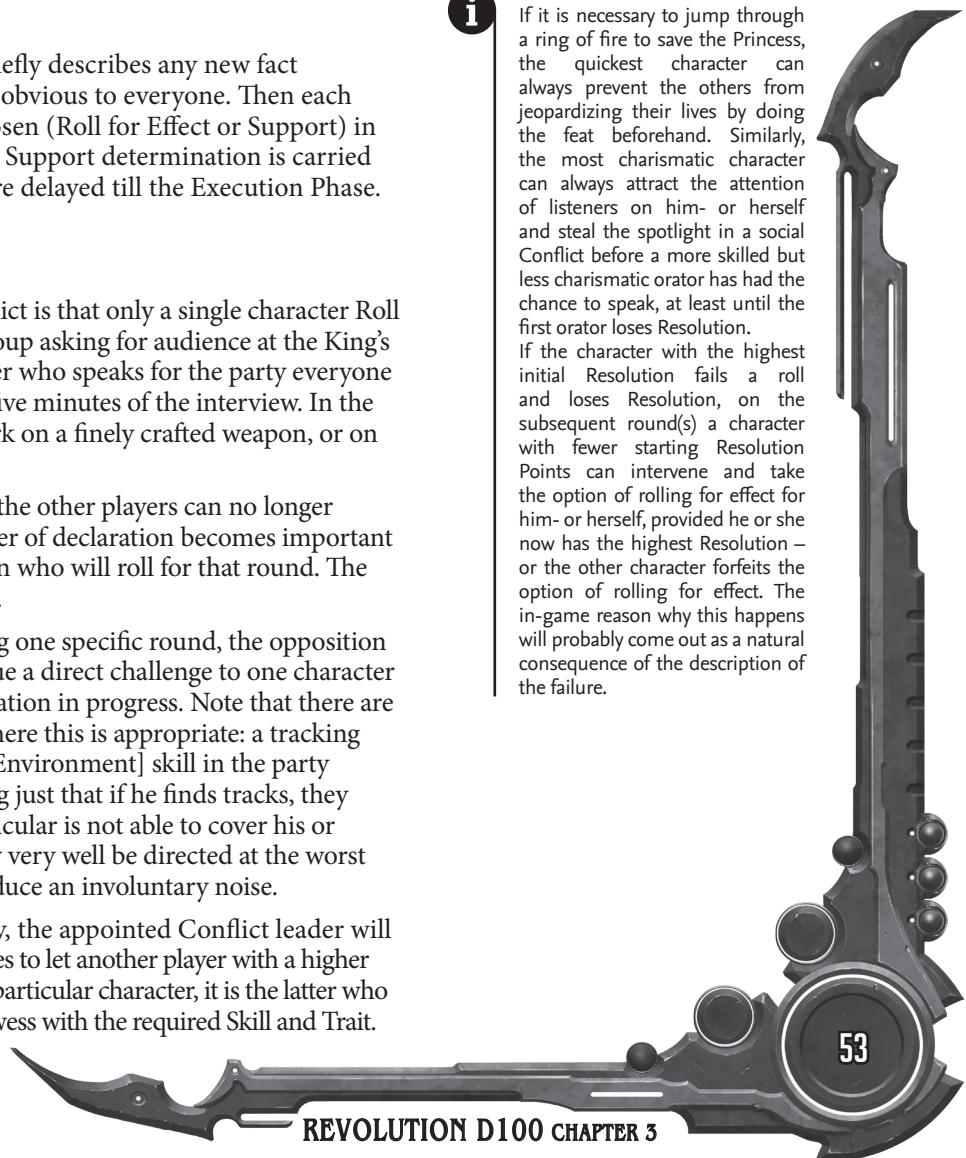 efly describes any new fact
obvious to everyone. Then each
osen (Roll for Effect or Support) in
Support determination is carried
re delayed till the Execution Phase.
ict is that only a single character Roll
oup asking for audience at the King's
er who speaks for the party everyone
ive minutes of the interview. In the
rk on a finely crafted weapon, or on
the other players can no longer
er of declaration becomes important
n who will roll for that round. The
.
g one specific round, the opposition
ue a direct challenge to one character
ation in progress. Note that there are
here this is appropriate: a tracking
Environment] skill in the party
g just that if he finds tracks, they
icular is not able to cover his or
y very well be directed at the worst
duce an involuntary noise.
y, the appointed Conflict leader will
es to let another player with a higher
particular character, it is the latter who
wess with the required Skill and Trait.
i
If it is necessary to jump through
a ring of fire to save the Princess,
the quickest character can
always prevent the others from
jeopardizing their lives by doing
the feat beforehand. Similarly,
the most charismatic character
can always attract the attention
of listeners on him- or herself
and steal the spotlight in a social
Conflict before a more skilled but
less charismatic orator has had the
chance to speak, at least until the
first orator loses Resolution.
If the character with the highest
initial Resolution fails a roll
and loses Resolution, on the
subsequent round(s) a character
with fewer starting Resolution
Points can intervene and take
the option of rolling for effect for
him- or herself, provided he or she
now has the highest Resolution –
or the other character forfeits the
option of rolling for effect. The
in-game reason why this happens
will probably come out as a natural
consequence of the description of
the failure.
53
REVOLUTION D100 CHAPTER 3